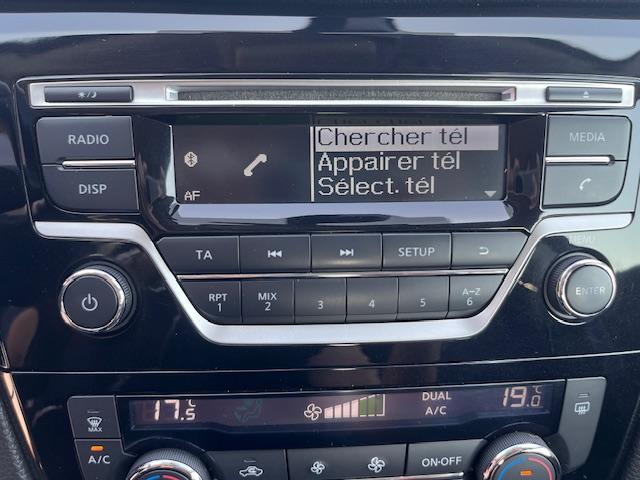 RADIO
DISP
Chercher tél
Appairer tél
Sélect. tél
AF
MEDIA
TA
SETUP
MENU
RPT
1
MIX
2
3
4
5
A-Z
6
ENTER
17.5
°C
DUAL
A/C
19.0
°C
MAX
A/C
ON·OFF